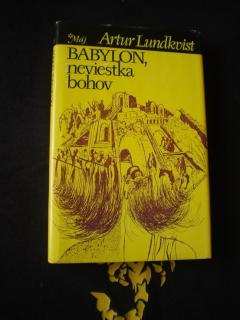 Máj Artur Lundkvist
BABYLON,
neviestka
bohov